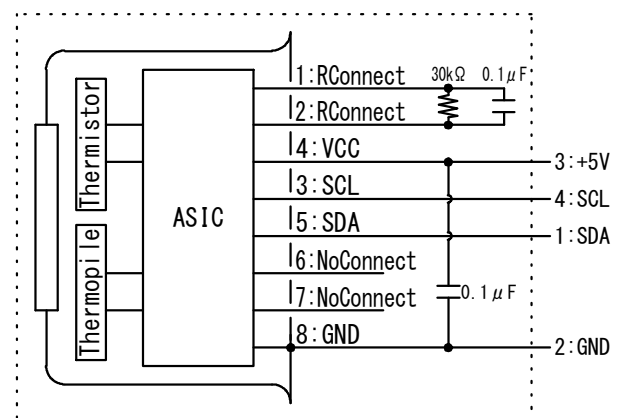 1:RConnect
30kΩ 0.1μF
2:RConnect
4:VCC
3:+5V
3:SCL
4:SCL
5:SDA
1:SDA
6:NoConnect
7:NoConnect
0.1μF
8:GND
2:GND
Thermistor
Thermopile
ASIC